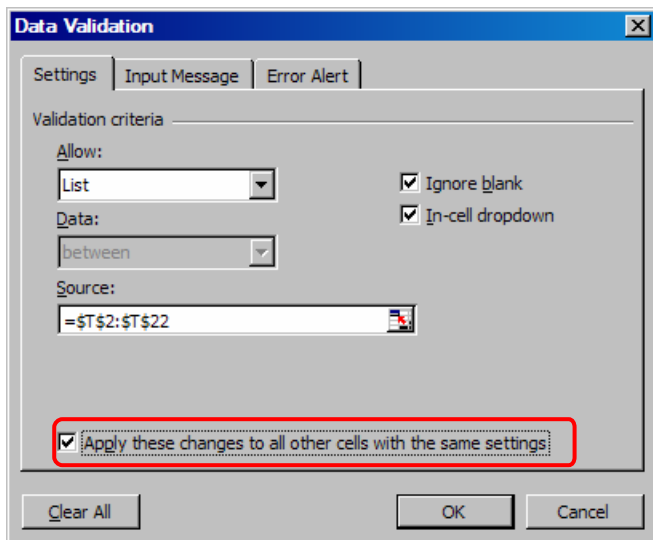 Data Validation
Settings
Input Message
Error Alert
Validation criteria
Allow:
List
Ignore blank
In-cell dropdown
Data:
between
Source:
=$T$2:$T$22
Apply these changes to all other cells with the same settings
Clear All
OK
Cancel